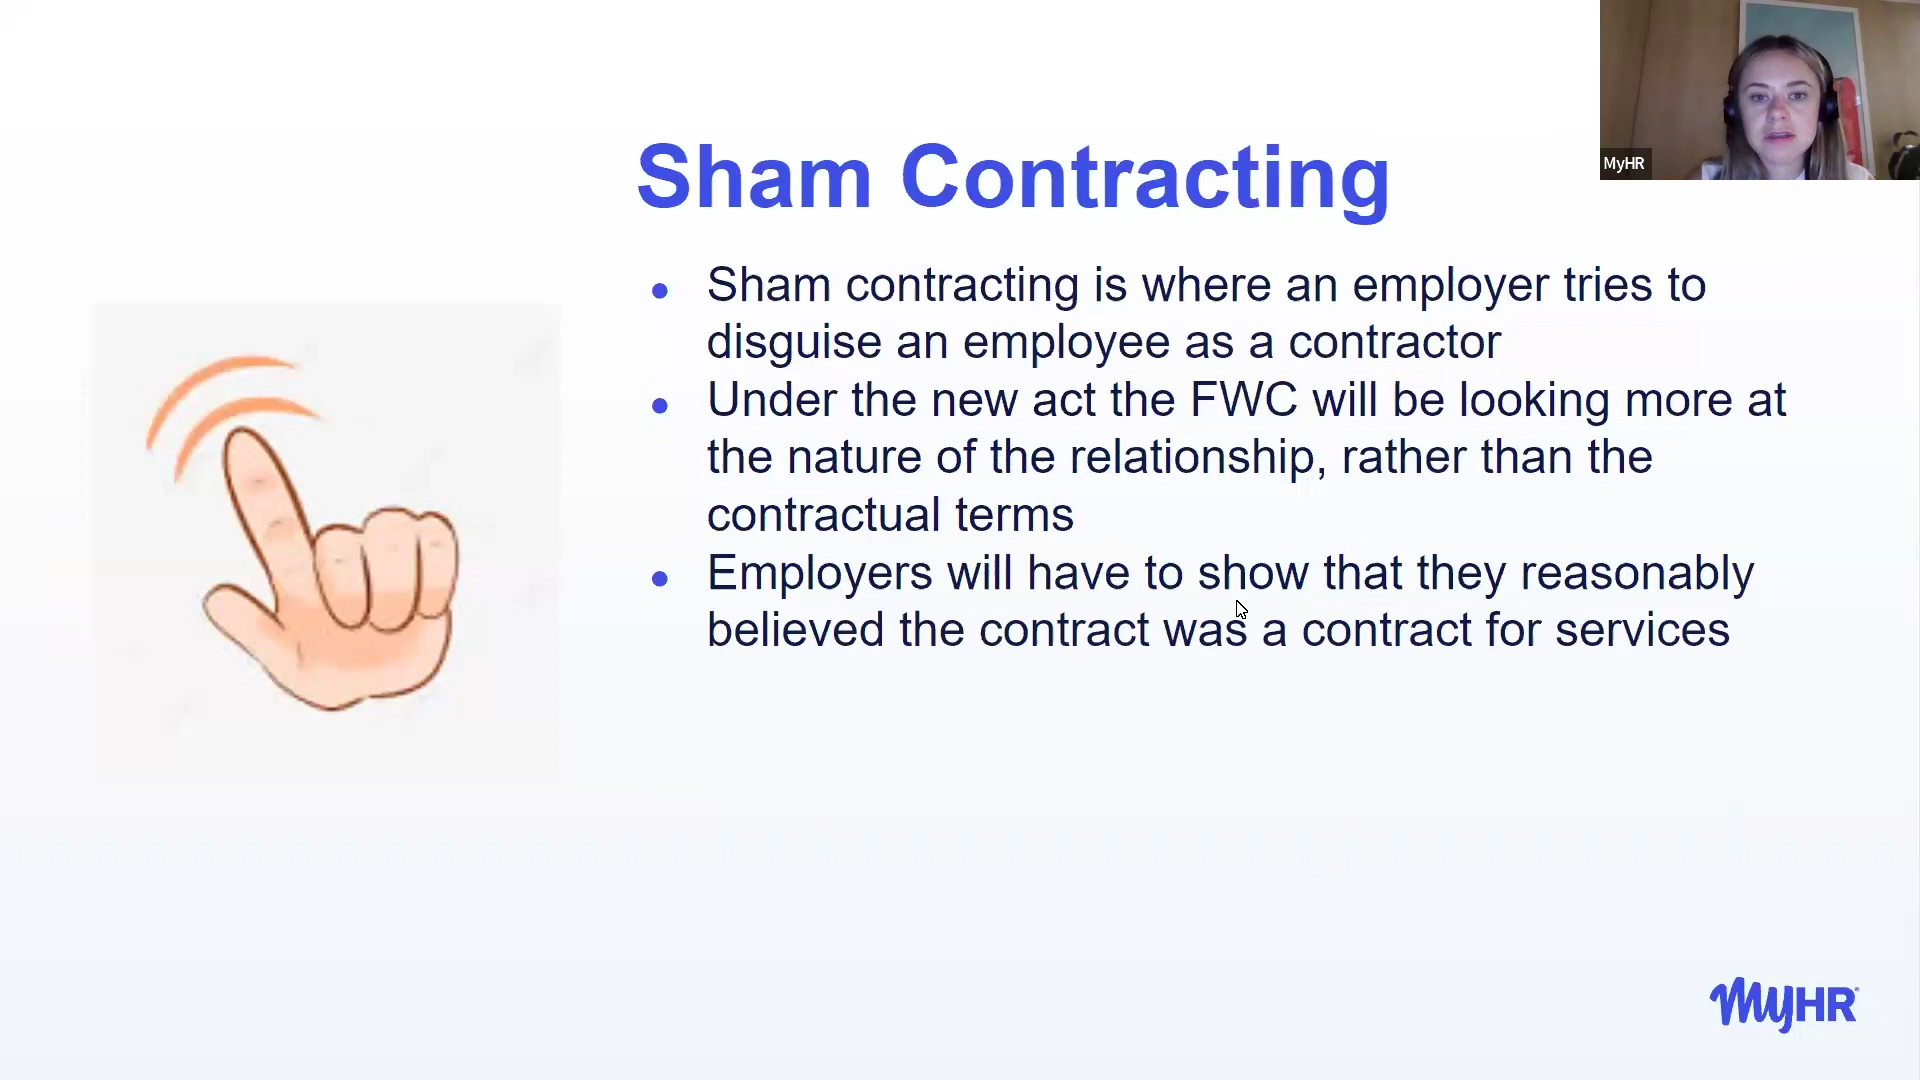 MyHR
Sham Contracting
● Sham contracting is where an employer tries to
disguise an employee as a contractor
● Under the new act the FWC will be looking more at
the nature of the relationship, rather than the
contractual terms
● Employers will have to show that they reasonably
believed the contract was a contract for services
MyHR